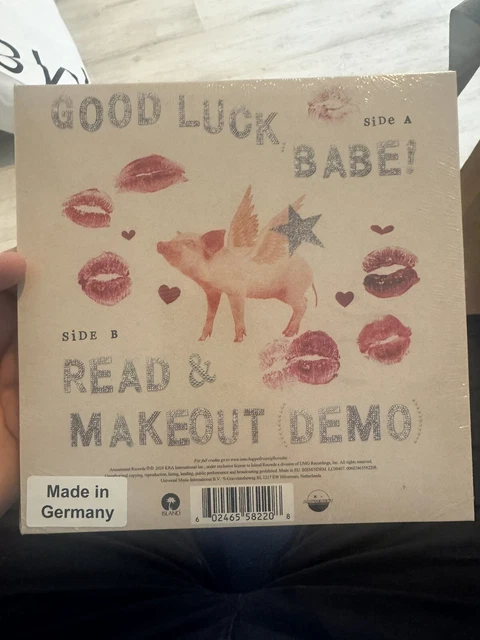 GOOD LUCK,
SiDe A
BABE!
SiDE B
READ &
MAKEOUT (DEMO)
Made in
Germany
ISLAND
6 02465 58220 8